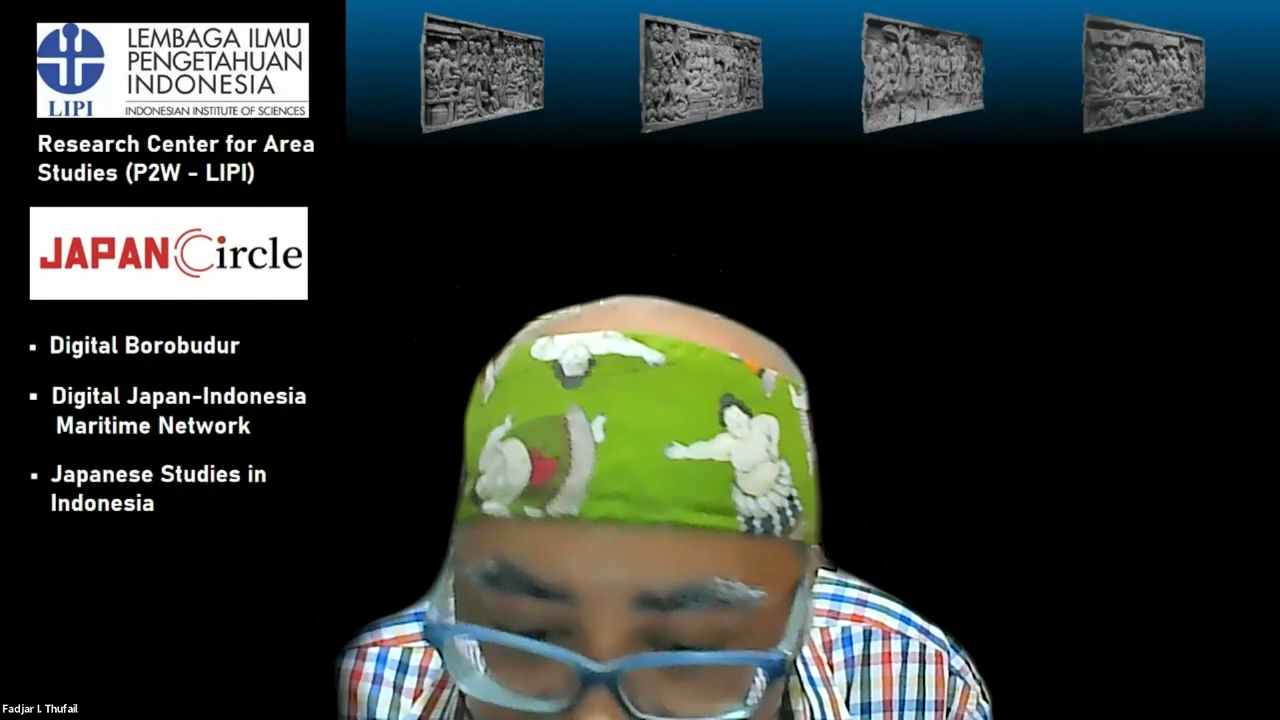 LEMBAGA ILMU
PENGETAHUAN
INDONESIA
LIPI
INDONESIAN INSTITUTE OF SCIENCES
Research Center for Area
Studies (P2W - LIPI)
JAPAN Circle
▪ Digital Borobudur
▪ Digital Japan-Indonesia
Maritime Network
▪ Japanese Studies in
Indonesia
Fadjar I. Thufail